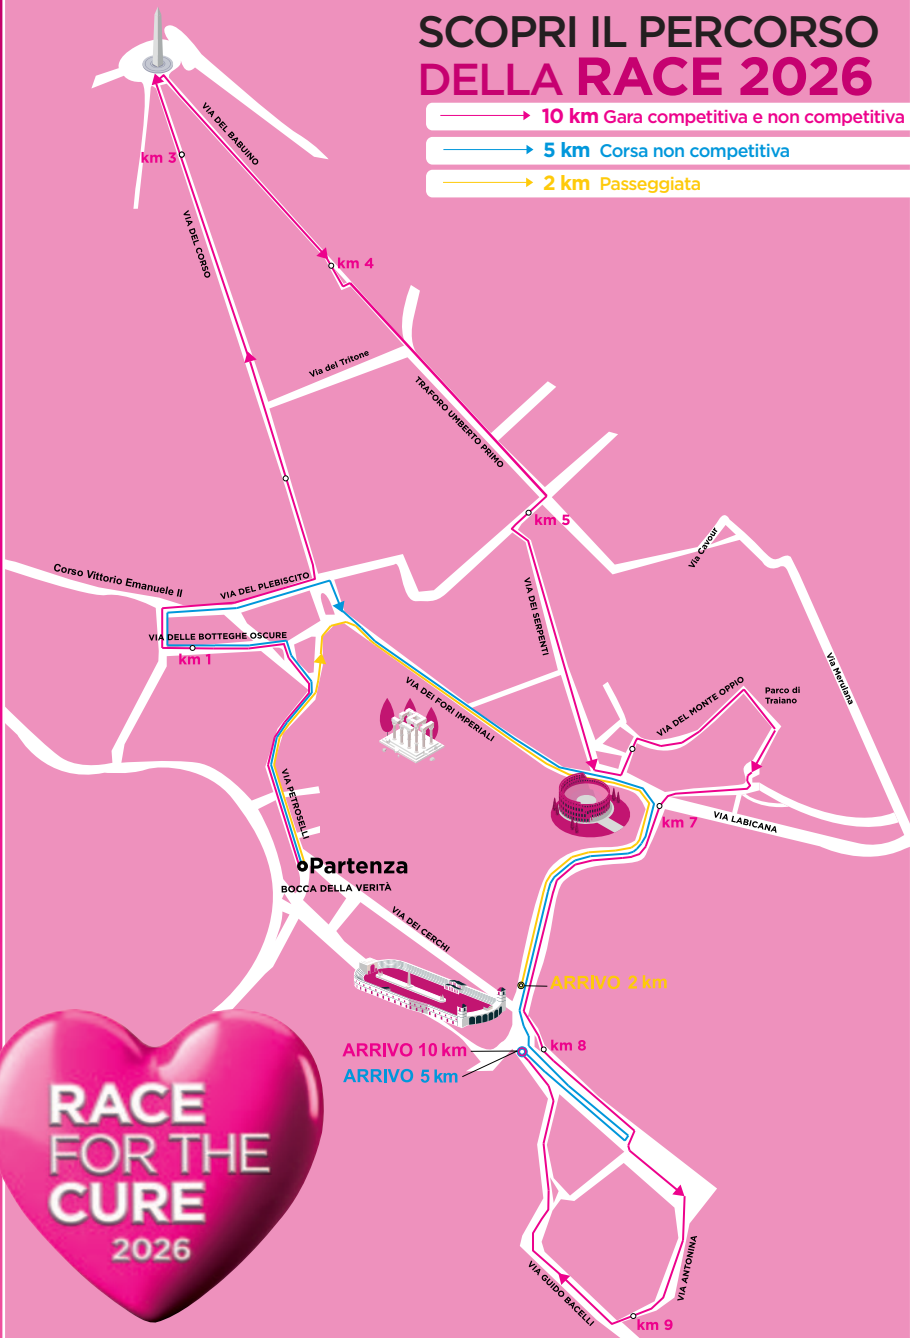 SCOPRI IL PERCORSO
DELLA RACE 2026
10 km Gara competitiva e non competitiva
5 km Corsa non competitiva
2 km Passeggiata
VIA DEL BABUINO
km 3
VIA DEL CORSO
km 4
Via del Tritone
TRAFORO UMBERTO PRIMO
km 5
Via Cavour
Corso Vittorio Emanuele II
VIA DEL PLEBISCITO
VIA DEI SERPENTI
VIA DELLE BOTTEGHE OSCURE
km 1
Via Merulana
VIA DEI FORI IMPERIALI
VIA DEL MONTE OPPIO
Parco di
Traiano
VIA PETROSELLI
km 7
VIA LABICANA
Partenza
BOCCA DELLA VERITÀ
VIA DEI CERCHI
ARRIVO 2 km
ARRIVO 10 km
km 8
ARRIVO 5 km
RACE
FOR THE
CURE
2026
VIA ANTONINA
VIA GUIDO BACELLI
km 9